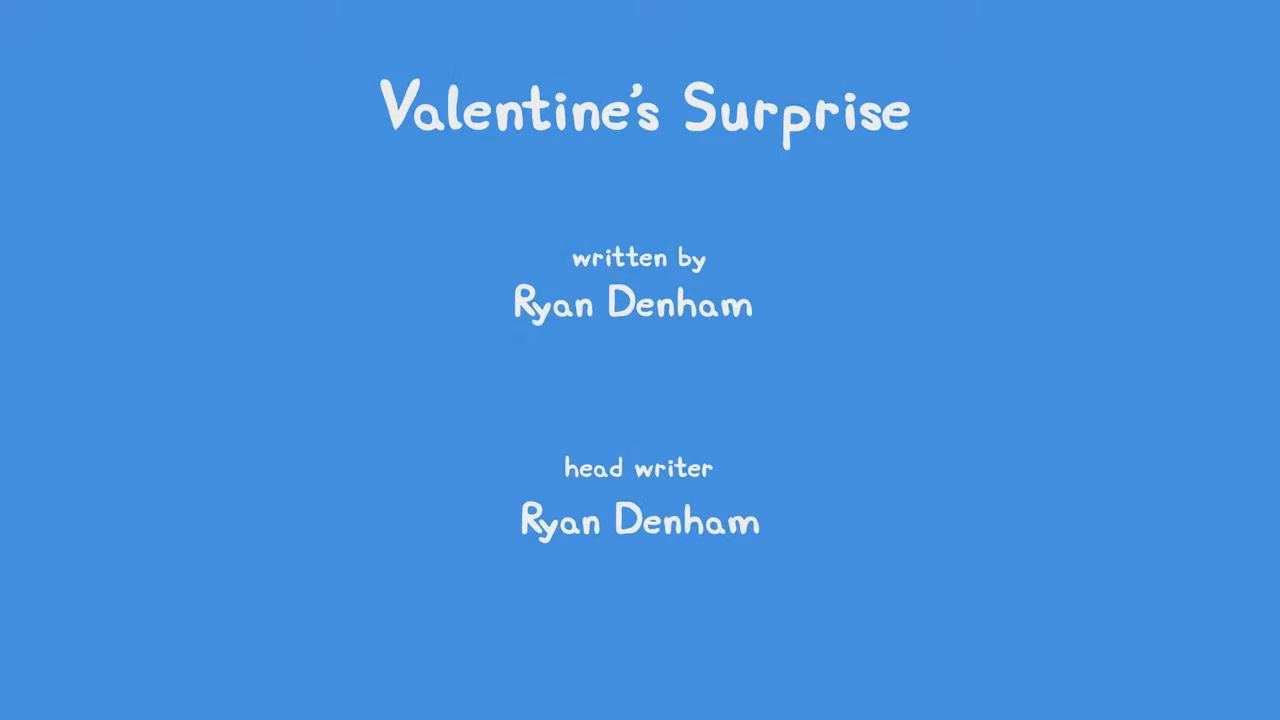 Valentine's Surprise
written by
Ryan Denham
head writer
Ryan Denham